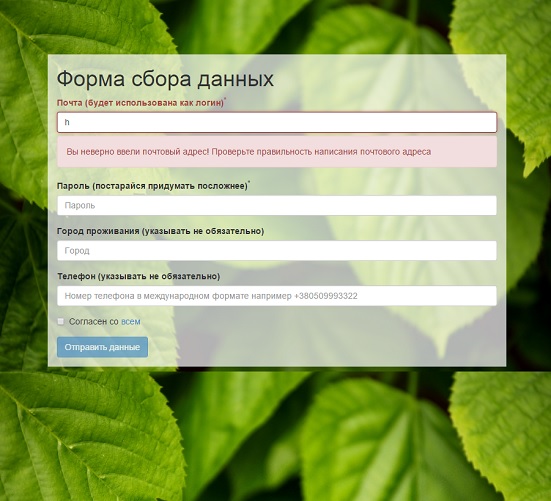 Форма сбора данных
Почта (будет использована как логин)*
h
Вы неверно ввели почтовый адрес! Проверьте правильность написания почтового адреса
Пароль (постарайся придумать посложнее)*
Пароль
Город проживания (указывать не обязательно)
Город
Телефон (указывать не обязательно)
Номер телефона в международном формате например +380509993322
Согласен со всем
Отправить данные